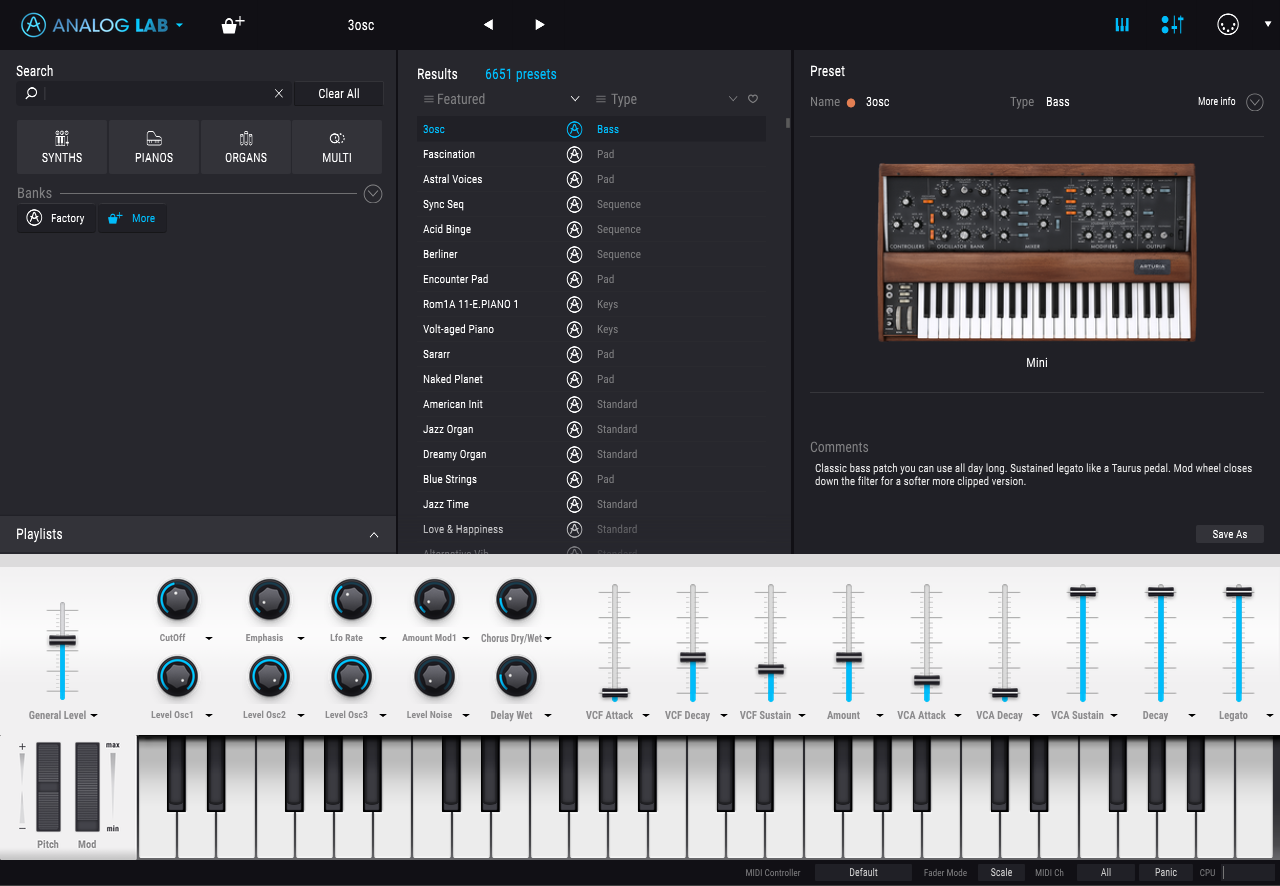 ANALOG LAB
3osc
Search
Clear All
SYNTHS PIANOS ORGANS MULTI
Banks
Factory More
Playlists
Results 6651 presets
Featured Type
3osc Bass
Fascination Pad
Astral Voices Pad
Sync Seq Sequence
Acid Binge Sequence
Berliner Sequence
Encounter Pad Pad
Rom1A 11-E.PIANO 1 Keys
Volt-aged Piano Keys
Sararr Pad
Naked Planet Pad
American Init Standard
Jazz Organ Standard
Dreamy Organ Standard
Blue Strings Pad
Jazz Time Standard
Love & Happiness Standard
Alternative Vib Standard
Preset
Name 3osc Type Bass More info
CONTROLLERS OSCILLATOR BANK MIXER MODIFIERS OUTPUT
ARTURIA
Mini
Comments
Classic bass patch you can use all day long. Sustained legato like a Taurus pedal. Mod wheel closes
down the filter for a softer more clipped version.
Save As
CutOff Emphasis Lfo Rate Amount Mod1 Chorus Dry/Wet
General Level Level Osc1 Level Osc2 Level Osc3 Level Noise Delay Wet VCF Attack VCF Decay VCF Sustain Amount VCA Attack VCA Decay VCA Sustain Decay Legato
+ max
− min
Pitch Mod
MIDI Controller Default Fader Mode Scale MIDI Ch All Panic CPU